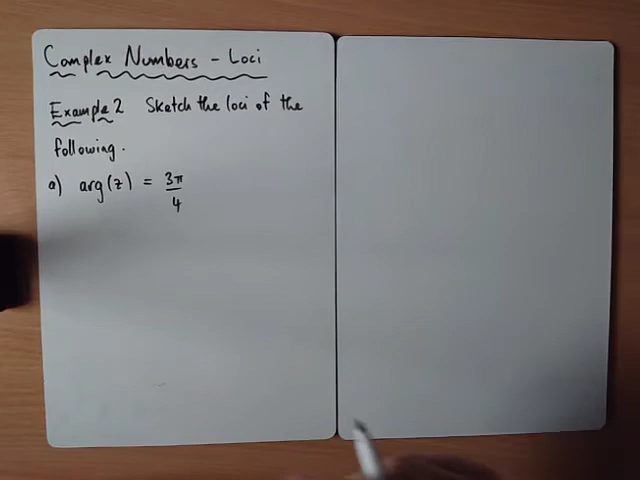 Complex Numbers - Loci
Example 2 Sketch the loci of the
following.
a) arg(z) = 3π/4